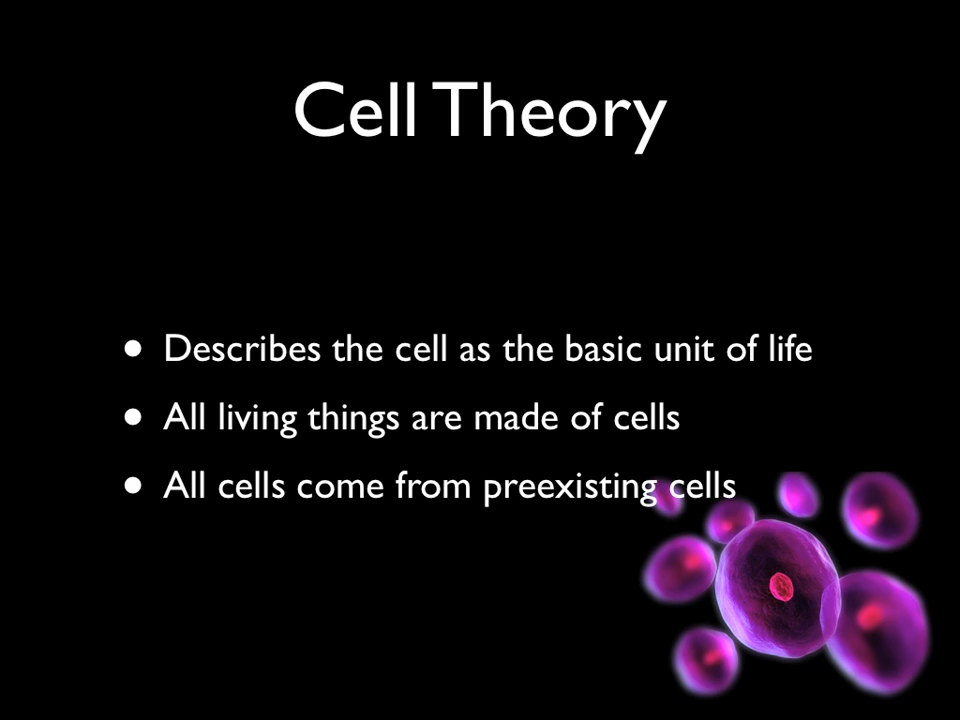 Cell Theory
• Describes the cell as the basic unit of life
• All living things are made of cells
• All cells come from preexisting cells